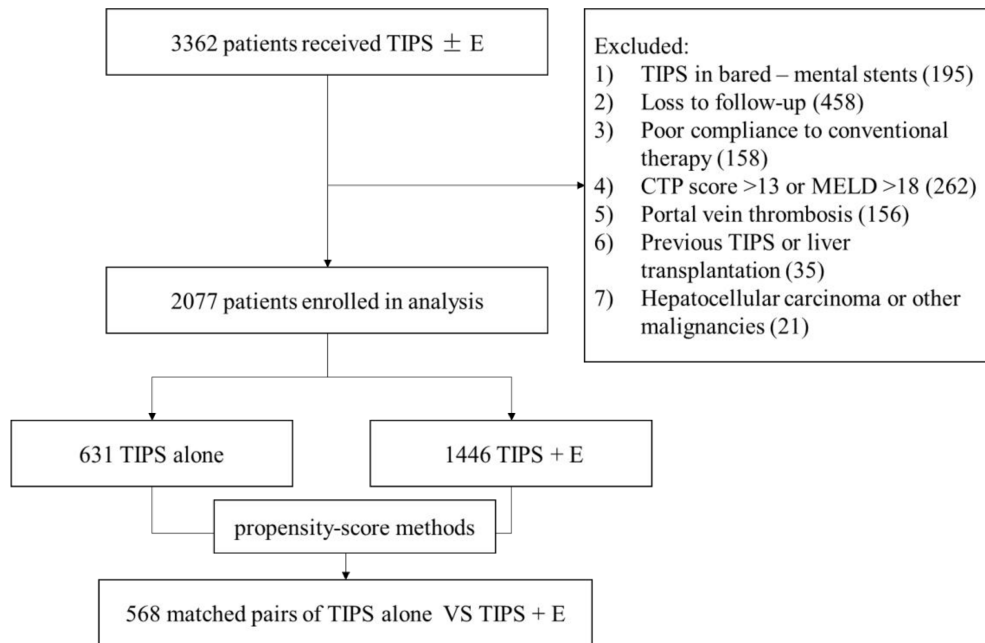 3362 patients received TIPS ± E
Excluded:
1) TIPS in bared – mental stents (195)
2) Loss to follow-up (458)
3) Poor compliance to conventional
therapy (158)
4) CTP score >13 or MELD >18 (262)
5) Portal vein thrombosis (156)
6) Previous TIPS or liver
transplantation (35)
7) Hepatocellular carcinoma or other
malignancies (21)
2077 patients enrolled in analysis
631 TIPS alone
1446 TIPS + E
propensity-score methods
568 matched pairs of TIPS alone VS TIPS + E